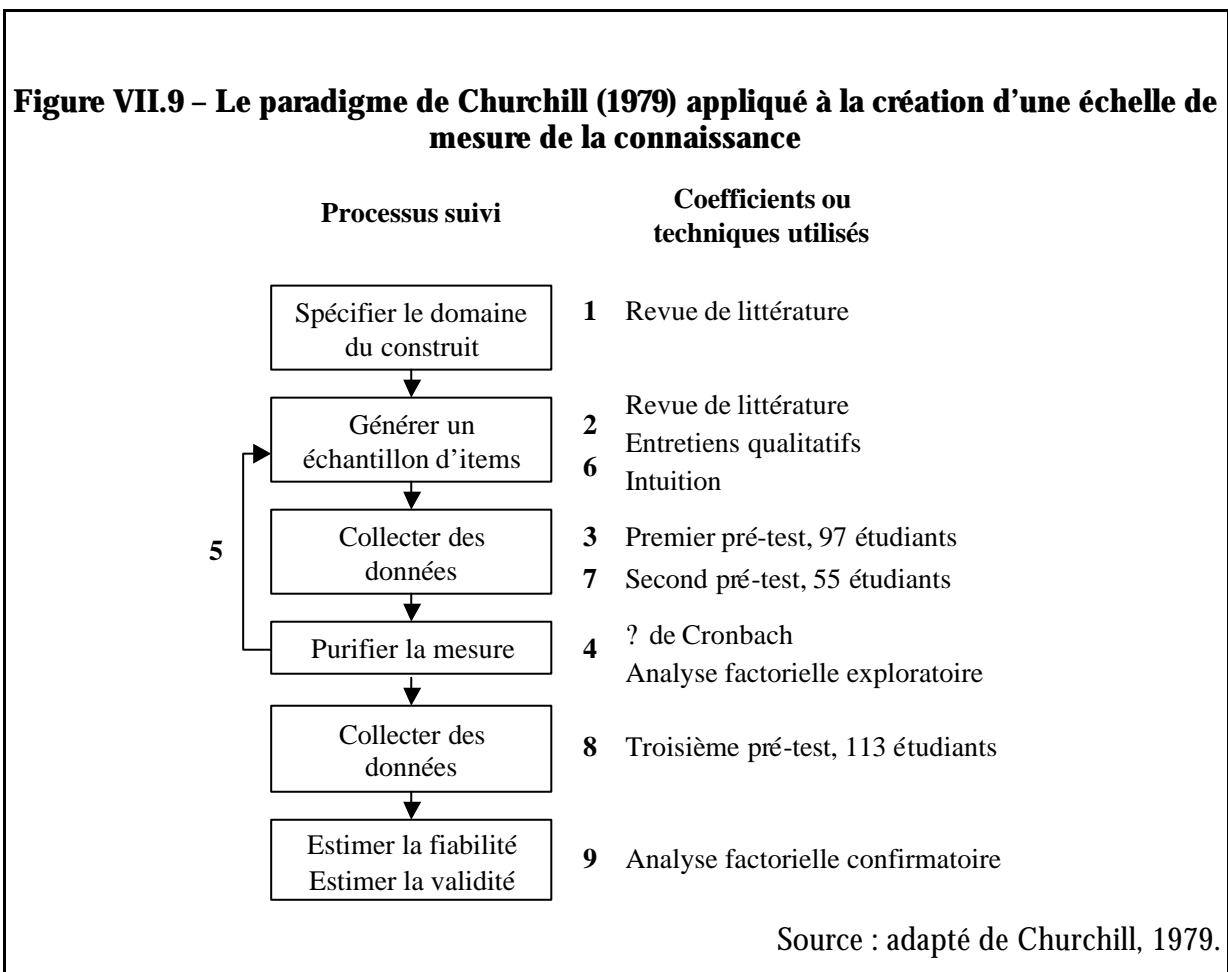 Figure VII.9 – Le paradigme de Churchill (1979) appliqué à la création d’une échelle de
mesure de la connaissance
Processus suivi
Coefficients ou
techniques utilisés
Spécifier le domaine
du construit
1 Revue de littérature
Générer un
échantillon d’items
2
6
Revue de littérature
Entretiens qualitatifs
Intuition
5
Collecter des
données
3 Premier pré-test, 97 étudiants
7 Second pré-test, 55 étudiants
Purifier la mesure
4
? de Cronbach
Analyse factorielle exploratoire
Collecter des
données
8 Troisième pré-test, 113 étudiants
Estimer la fiabilité
Estimer la validité
9 Analyse factorielle confirmatoire
Source : adapté de Churchill, 1979.